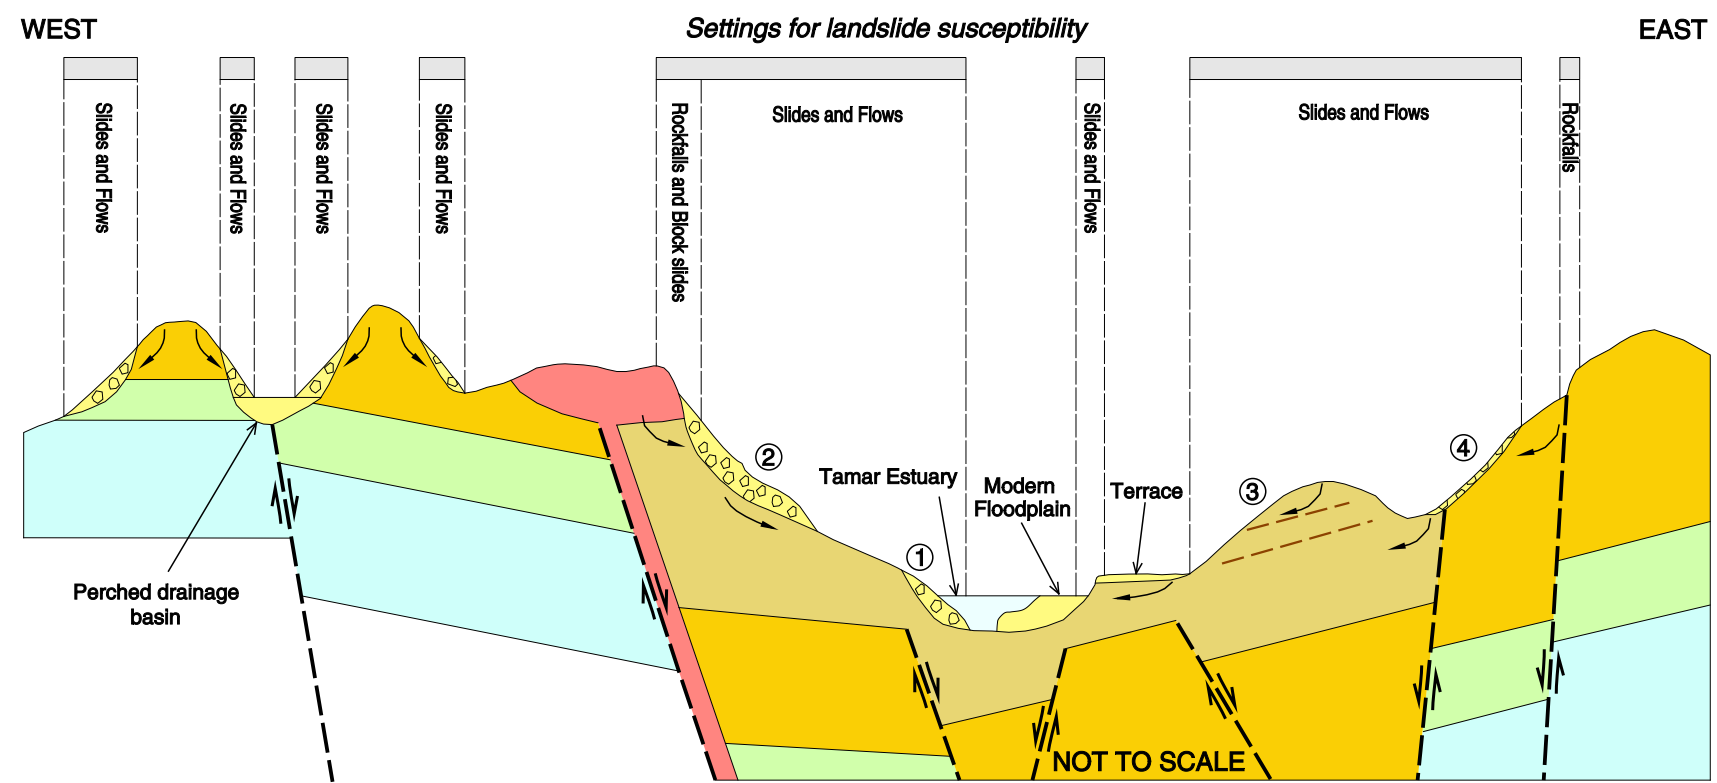 WEST
Settings for landslide susceptibility
EAST
Slides and Flows
Slides and Flows
Slides and Flows
Slides and Flows
Rockfalls and Block slides
Slides and Flows
Slides and Flows
Slides and Flows
Rockfalls
②
④
Tamar Estuary
Modern
Floodplain
Terrace
③
①
Perched drainage
basin
NOT TO SCALE